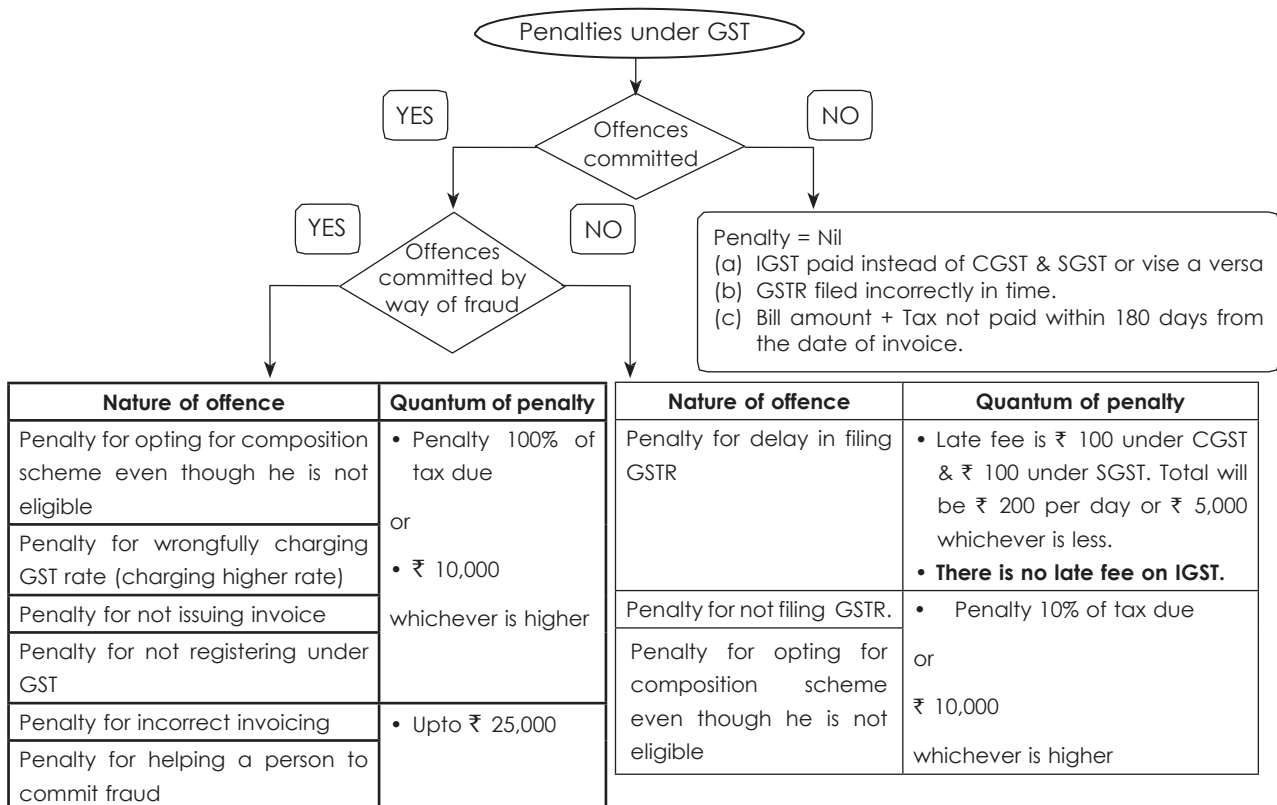 Penalties under GST
YES
NO
Offences
committed
YES
NO
Offences
committed by
way of fraud
Penalty = Nil
(a) IGST paid instead of CGST & SGST or vise a versa
(b) GSTR filed incorrectly in time.
(c) Bill amount + Tax not paid within 180 days from
the date of invoice.
Nature of offence
Quantum of penalty
Penalty for opting for composition
scheme even though he is not
eligible
Penalty for wrongfully charging
GST rate (charging higher rate)
Penalty for not issuing invoice
Penalty for not registering under
GST
• Penalty 100% of
tax due
or
• ₹ 10,000
whichever is higher
Penalty for incorrect invoicing
Penalty for helping a person to
commit fraud
• Upto ₹ 25,000
Nature of offence
Quantum of penalty
Penalty for delay in filing
GSTR
• Late fee is ₹ 100 under CGST
& ₹ 100 under SGST. Total will
be ₹ 200 per day or ₹ 5,000
whichever is less.
• There is no late fee on IGST.
Penalty for not filing GSTR.
Penalty for opting for
composition scheme
even though he is not
eligible
• Penalty 10% of tax due
or
₹ 10,000
whichever is higher